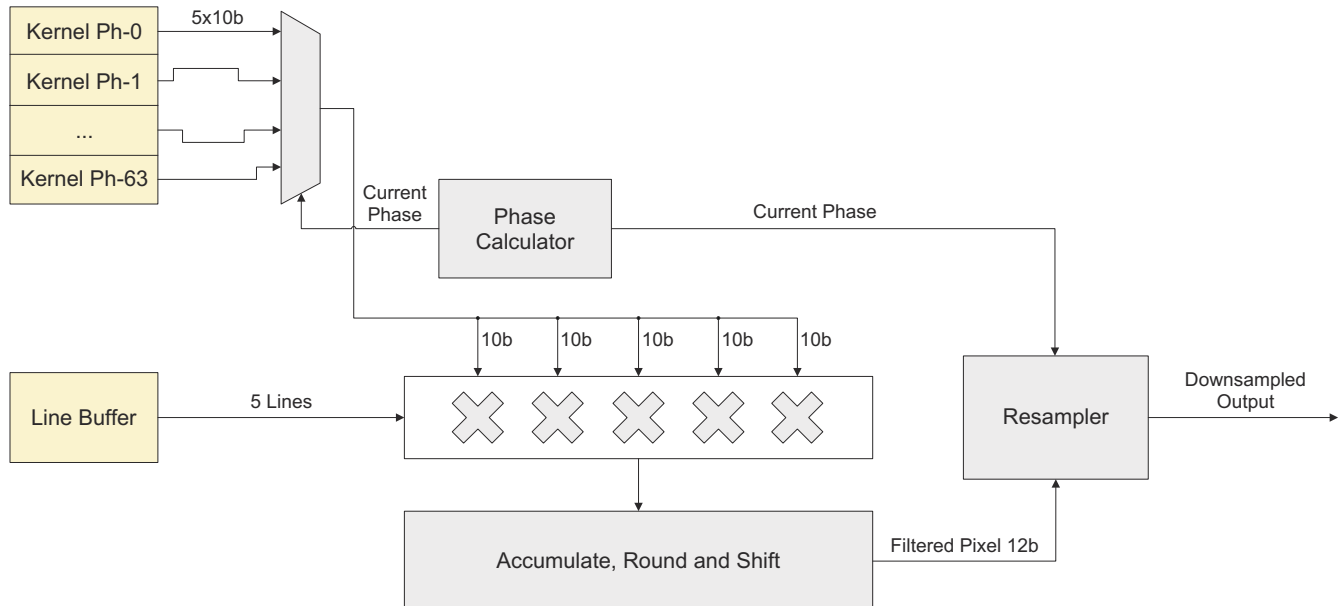 Kernel Ph-0
5x10b
Kernel Ph-1
...
Kernel Ph-63
Current
Phase
Phase
Calculator
Current Phase
10b
10b
10b
10b
10b
Line Buffer
5 Lines
Resampler
Downsampled
Output
Accumulate, Round and Shift
Filtered Pixel 12b